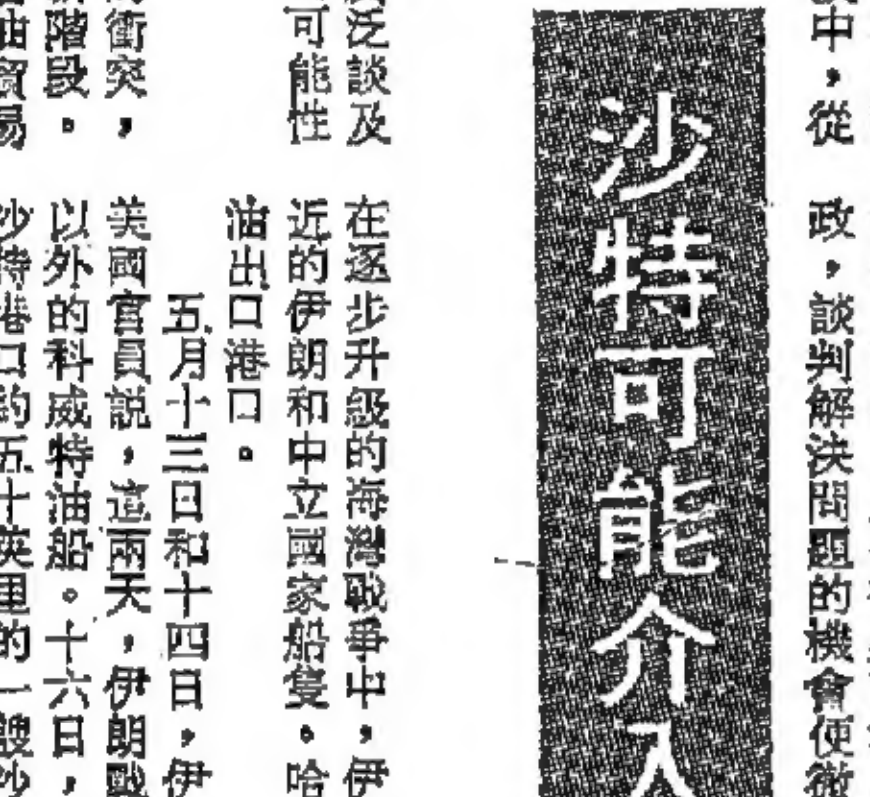 中，從
政，談判解決問題的機會便微
沙特可能介入
泛談及
在逐步升級的海灣戰爭中，伊
可能性
近的伊朗和中立國家船隻。哈
油出口港口。
五月十三日和十四日，伊
衝突，
美國官員說，這兩天，伊朗戰
階段。
以外的科威特油船。十六日，
油貿易
沙特港口約五十英里的一艘沙